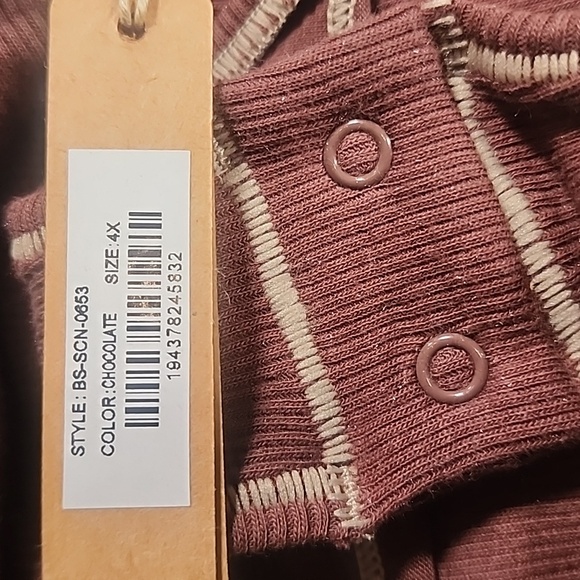 STYLE: BS-SCN-0653
COLOR: CHOCOLATE SIZE: 4X
194378245832